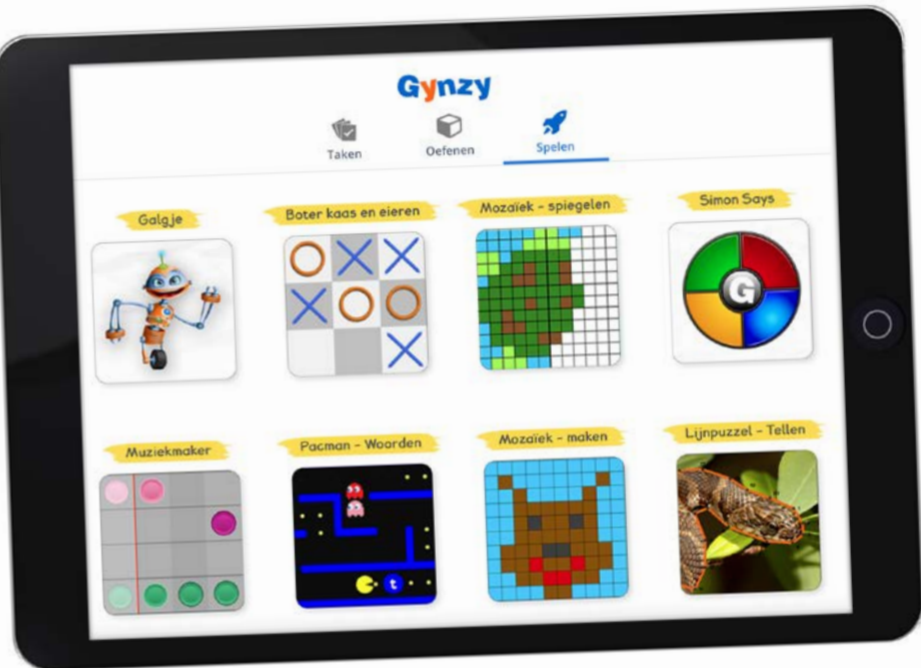 Gynzy
Taken
Oefenen
Spelen
Galgje
Boter kaas en eieren
Mozaïek - spiegelen
Simon Says
G
Muziekmaker
Pacman - Woorden
Mozaïek - maken
Lijnpuzzel - Tellen
t